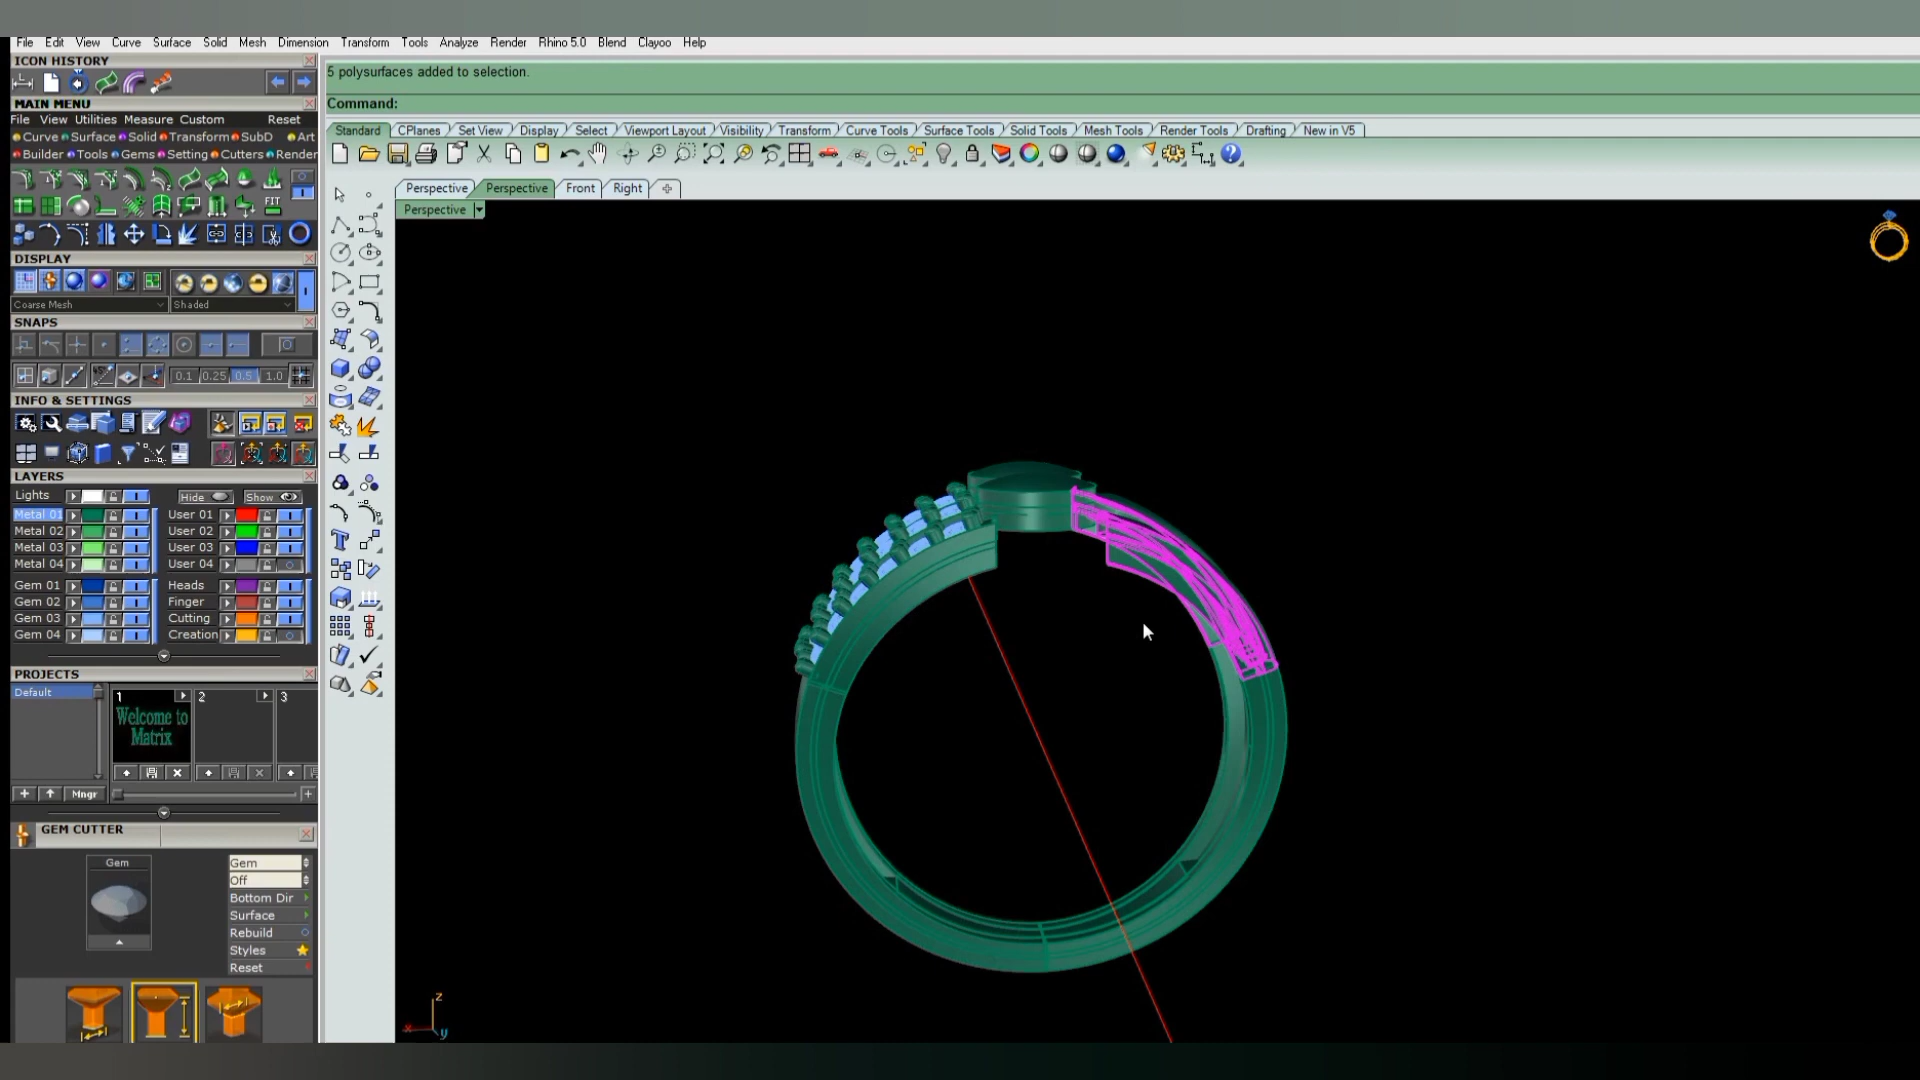 File Edit View Curve Surface Solid Mesh Dimension Transform Tools Analyze Render Rhino 5.0 Blend Clayoo Help
ICON HISTORY
5 polysurfaces added to selection.
MAIN MENU
Command:
File View Utilities Measure Custom Reset
Curve Surface Solid Transform SubD Art
Builder Tools Gems Setting Cutters Render
Standard CPlanes Set View Display Select Viewport Layout Visibility Transform Curve Tools Surface Tools Solid Tools Mesh Tools Render Tools Drafting New in V5
FIT
Perspective Perspective Front Right
Perspective
DISPLAY
Coarse Mesh Shaded
SNAPS
0.1 0.25 0.5 1.0
INFO & SETTINGS
LAYERS
Lights Hide Show
Metal 01 User 01
Metal 02 User 02
Metal 03 User 03
Metal 04 User 04
Gem 01 Heads
Gem 02 Finger
Gem 03 Cutting
Gem 04 Creation
PROJECTS
Default 1 2 3
Welcome to
Matrix
Mngr
GEM CUTTER
Gem Gem
Off
Bottom Dir
Surface
Rebuild
Styles
Reset
z
x y